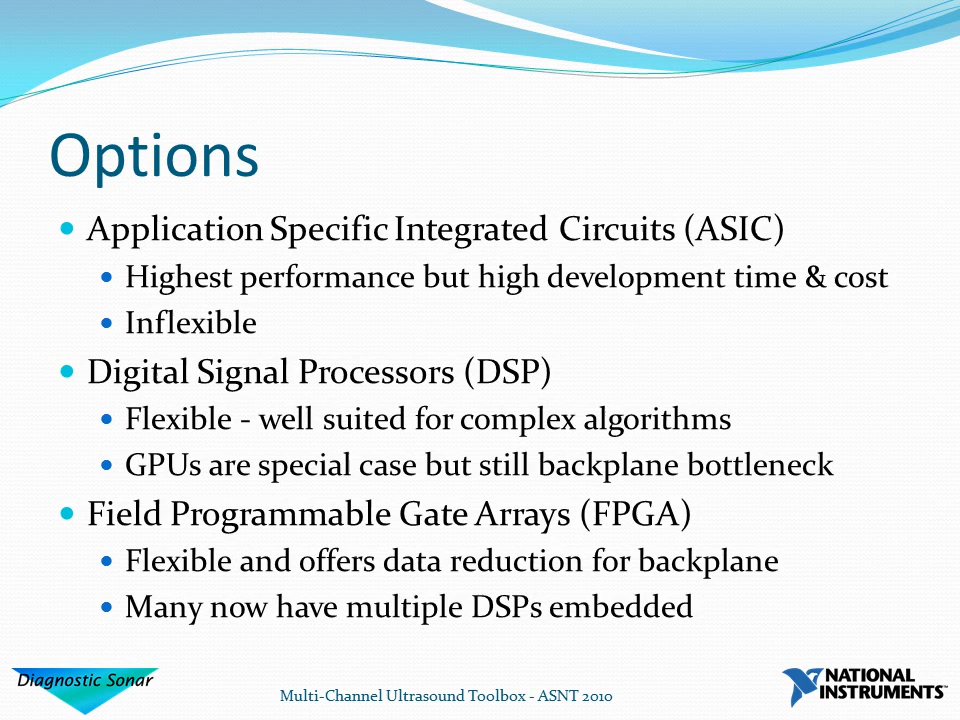 Options
Application Specific Integrated Circuits (ASIC)
Highest performance but high development time & cost
Inflexible
Digital Signal Processors (DSP)
Flexible - well suited for complex algorithms
GPUs are special case but still backplane bottleneck
Field Programmable Gate Arrays (FPGA)
Flexible and offers data reduction for backplane
Many now have multiple DSPs embedded
Diagnostic Sonar
Multi-Channel Ultrasound Toolbox - ASNT 2010
NATIONAL
INSTRUMENTS™